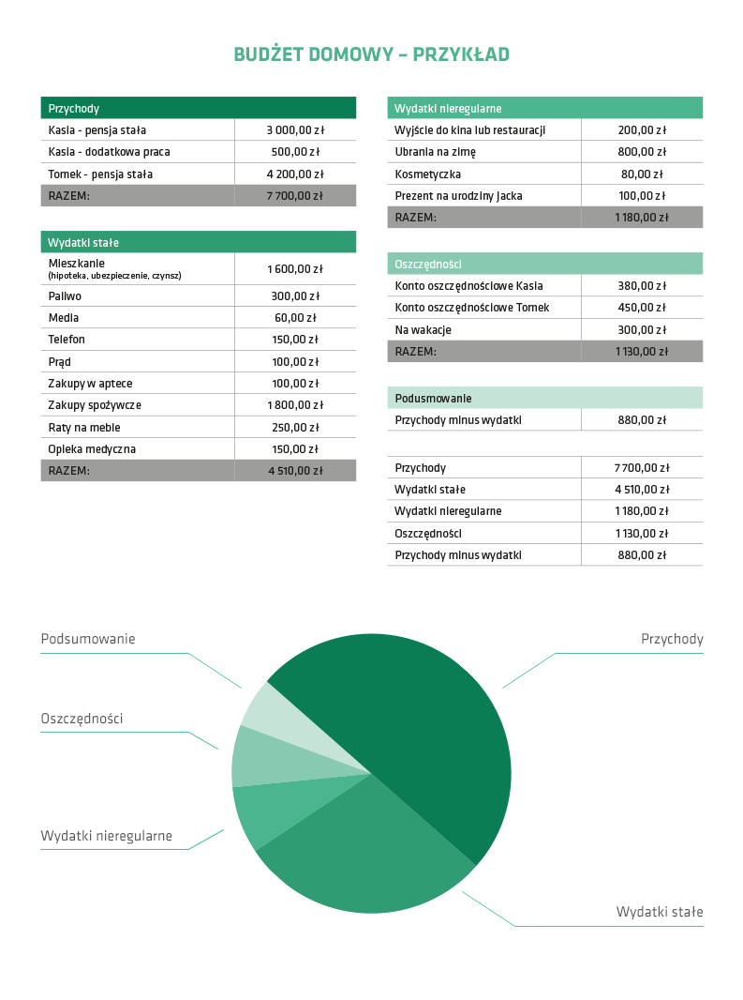 BUDŻET DOMOWY – PRZYKŁAD
Przychody
Kasia - pensja stała 3 000,00 zł
Kasia - dodatkowa praca 500,00 zł
Tomek - pensja stała 4 200,00 zł
RAZEM: 7 700,00 zł
Wydatki stałe
Mieszkanie 1 600,00 zł
(hipoteka, ubezpieczenie, czynsz)
Paliwo 300,00 zł
Media 60,00 zł
Telefon 150,00 zł
Prąd 100,00 zł
Zakupy w aptece 100,00 zł
Zakupy spożywcze 1 800,00 zł
Raty na meble 250,00 zł
Opieka medyczna 150,00 zł
RAZEM: 4 510,00 zł
Wydatki nieregularne
Wyjście do kina lub restauracji 200,00 zł
Ubrania na zimę 800,00 zł
Kosmetyczka 80,00 zł
Prezent na urodziny Jacka 100,00 zł
RAZEM: 1 180,00 zł
Oszczędności
Konto oszczędnościowe Kasia 380,00 zł
Konto oszczędnościowe Tomek 450,00 zł
Na wakacje 300,00 zł
RAZEM: 1 130,00 zł
Podusmowanie
Przychody minus wydatki 880,00 zł
Przychody 7 700,00 zł
Wydatki stałe 4 510,00 zł
Wydatki nieregularne 1 180,00 zł
Oszczędności 1 130,00 zł
Przychody minus wydatki 880,00 zł
Podsumowanie
Przychody
Oszczędności
Wydatki nieregularne
Wydatki stałe